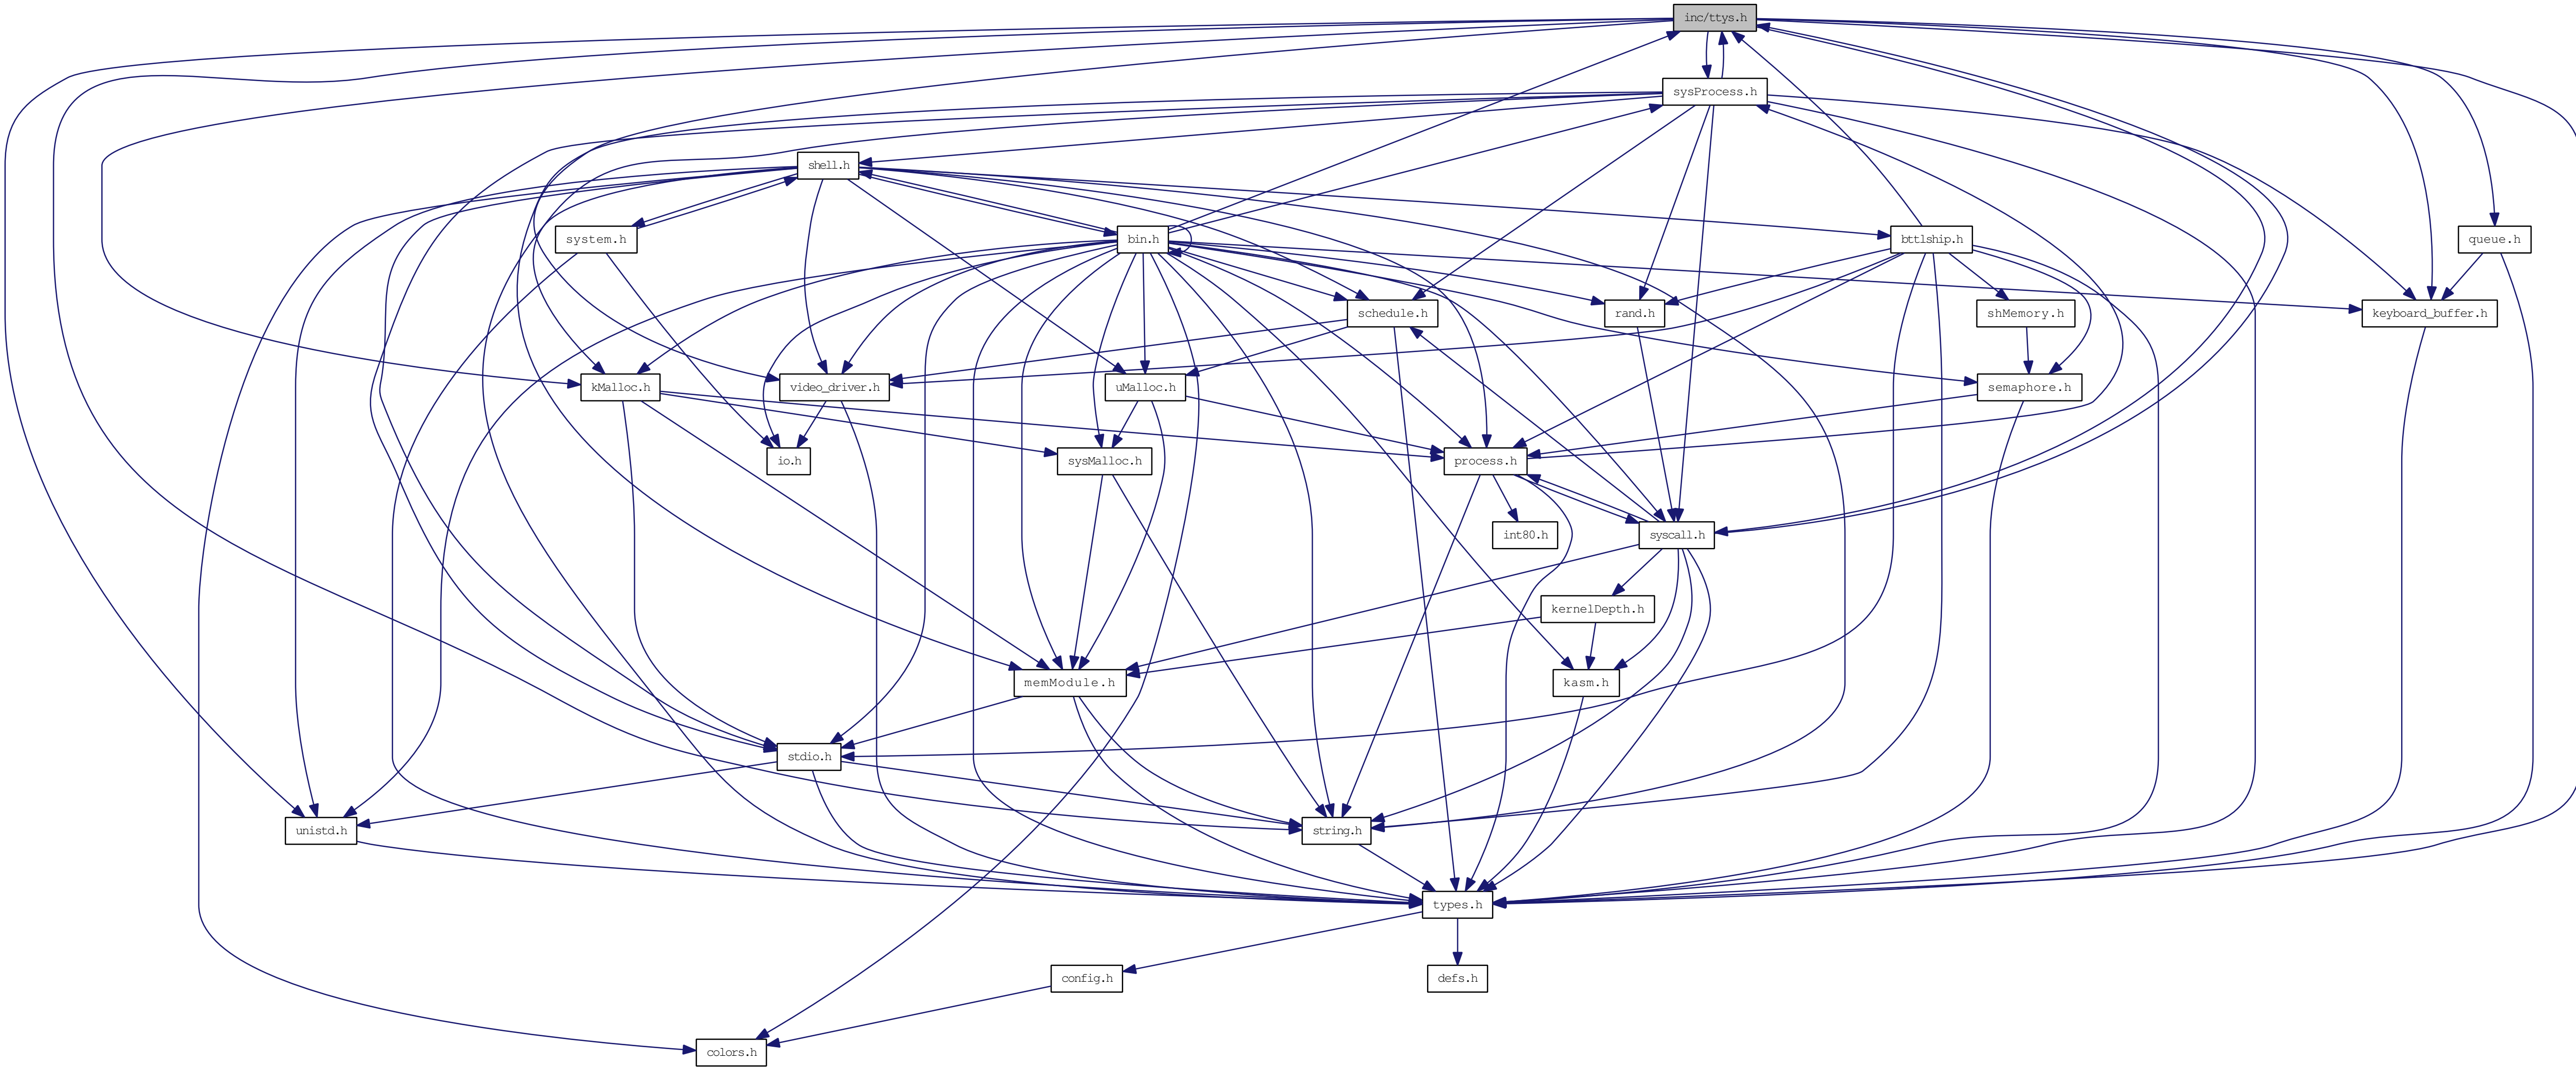 inc/ttys.h
sysProcess.h
shell.h
system.h
bin.h
bttlship.h
queue.h
schedule.h
rand.h
shMemory.h
keyboard_buffer.h
kMalloc.h
video_driver.h
uMalloc.h
semaphore.h
io.h
sysMalloc.h
process.h
int80.h
syscall.h
kernelDepth.h
memModule.h
kasm.h
stdio.h
unistd.h
string.h
types.h
config.h
defs.h
colors.h